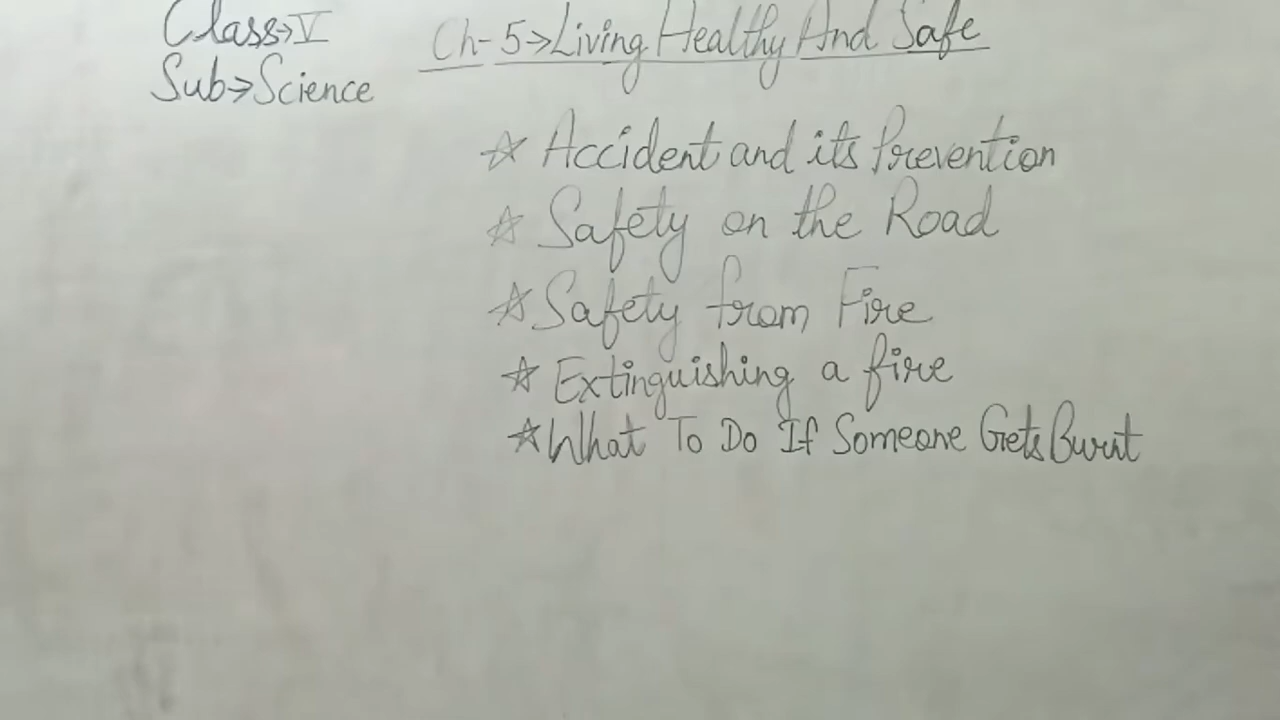 Class→V
Sub→Science
Ch-5→Living Healthy And Safe
☆ Accident and its Prevention
☆ Safety on the Road
☆ Safety from Fire
☆ Extinguishing a fire
☆ What To Do If Someone Gets Burnt